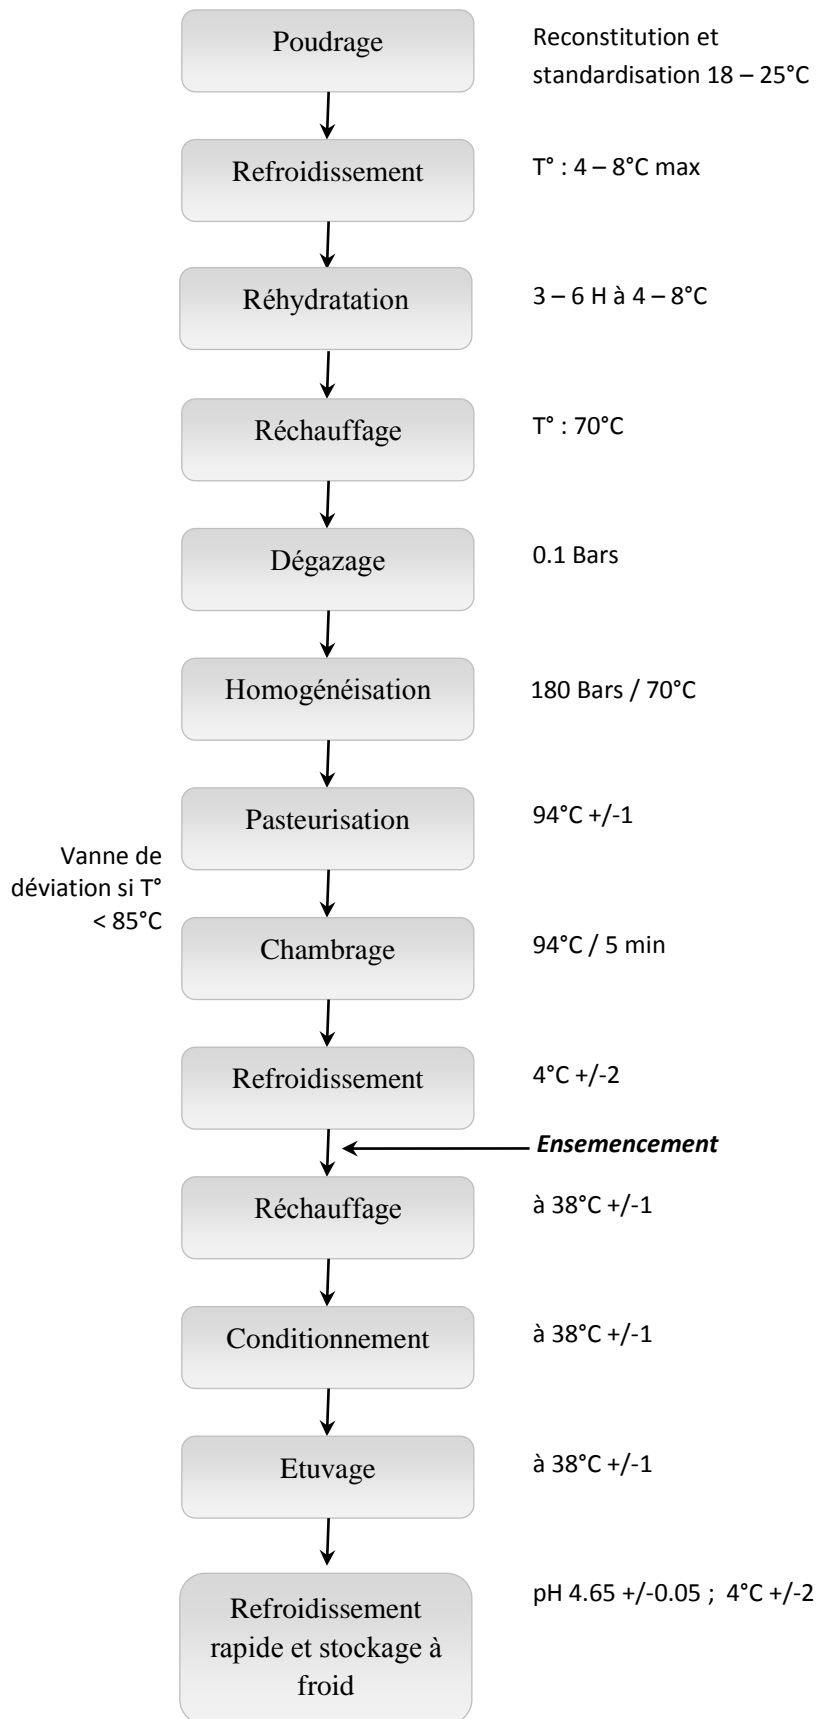 Poudrage
Reconstitution et
standardisation 18 – 25°C
Refroidissement
T° : 4 – 8°C max
Réhydratation
3 – 6 H à 4 – 8°C
Réchauffage
T° : 70°C
Dégazage
0.1 Bars
Homogénéisation
180 Bars / 70°C
Pasteurisation
94°C +/-1
Vanne de
déviation si T°
< 85°C
Chambrage
94°C / 5 min
Refroidissement
4°C +/-2
Ensemencement
Réchauffage
à 38°C +/-1
Conditionnement
à 38°C +/-1
Etuvage
à 38°C +/-1
Refroidissement
rapide et stockage à
froid
pH 4.65 +/-0.05 ; 4°C +/-2